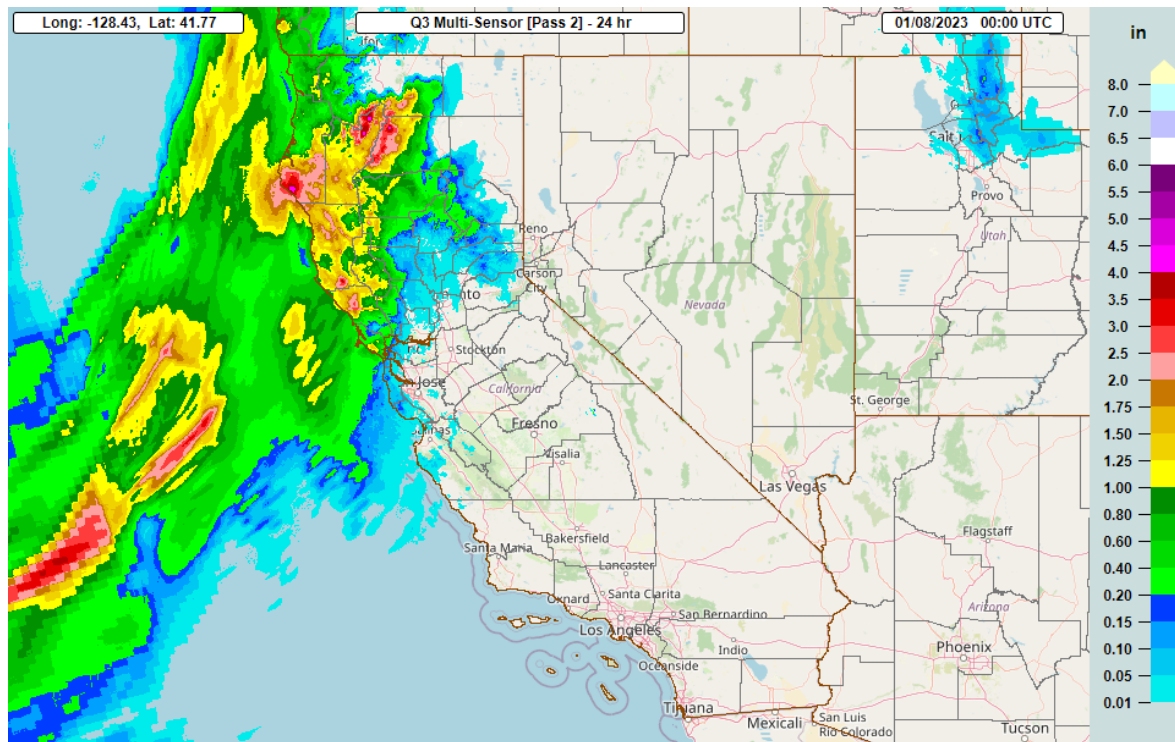 Long: -128.43, Lat: 41.77
Q3 Multi-Sensor [Pass 2] - 24 hr
01/08/2023 00:00 UTC
in
8.0
7.0
6.5
6.0
5.5
5.0
4.5
4.0
3.5
3.0
2.5
2.0
1.75
1.50
1.25
1.00
0.80
0.60
0.40
0.20
0.15
0.10
0.05
0.01
Provo
Utah
Reno
Carson
City
Nevada
Stockton
Jose
California
St. George
Fresno
Visalia
Las Vegas
Bakersfield
Flagstaff
Santa Maria
Lancaster
Santa Clarita
Oxnard
San Bernardino
Arizona
Los Angeles
Indio
Phoenix
Oceanside
Tijuana
Mexicali
San Luis
Río Colorado
Tucson